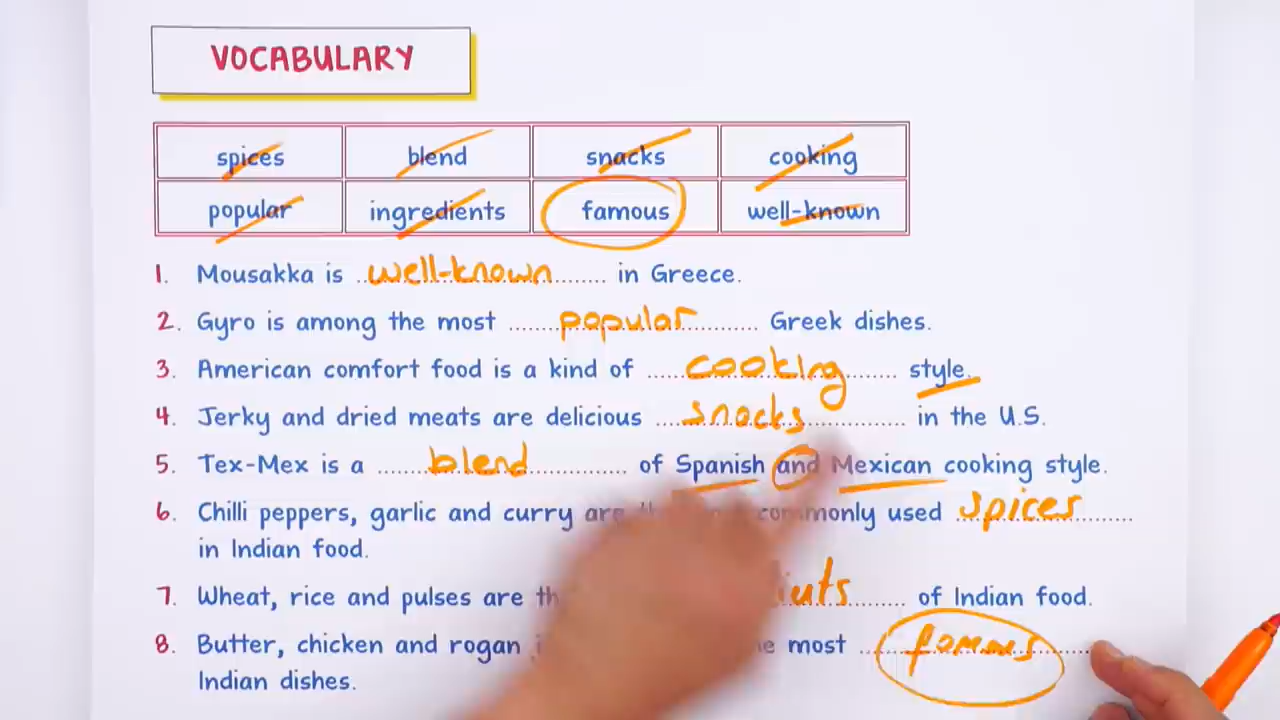 VOCABULARY
spices blend snacks cooking
popular ingredients famous well-known
1. Mousakka is well-known in Greece.
2. Gyro is among the most popular Greek dishes.
3. American comfort food is a kind of cooking style.
4. Jerky and dried meats are delicious snacks in the U.S.
5. Tex-Mex is a blend of Spanish and Mexican cooking style.
6. Chilli peppers, garlic and curry are commonly used spices
in Indian food.
7. Wheat, rice and pulses are of Indian food.
8. Butter, chicken and rogan most famous
Indian dishes.